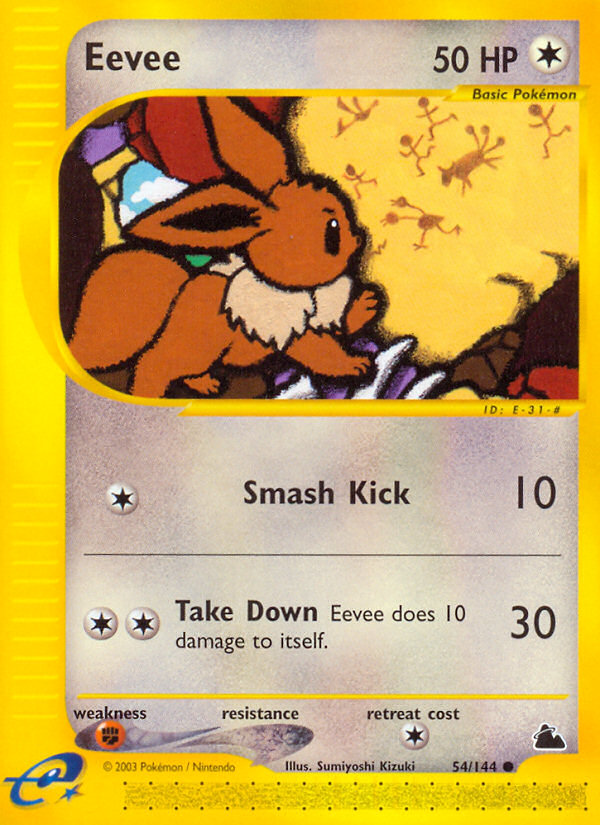 Eevee 50 HP
Basic Pokémon
ID: E-31-#
Smash Kick 10
Take Down Eevee does 10 30
damage to itself.
weakness resistance retreat cost
© 2003 Pokémon / Nintendo Illus. Sumiyoshi Kizuki 54/144
e